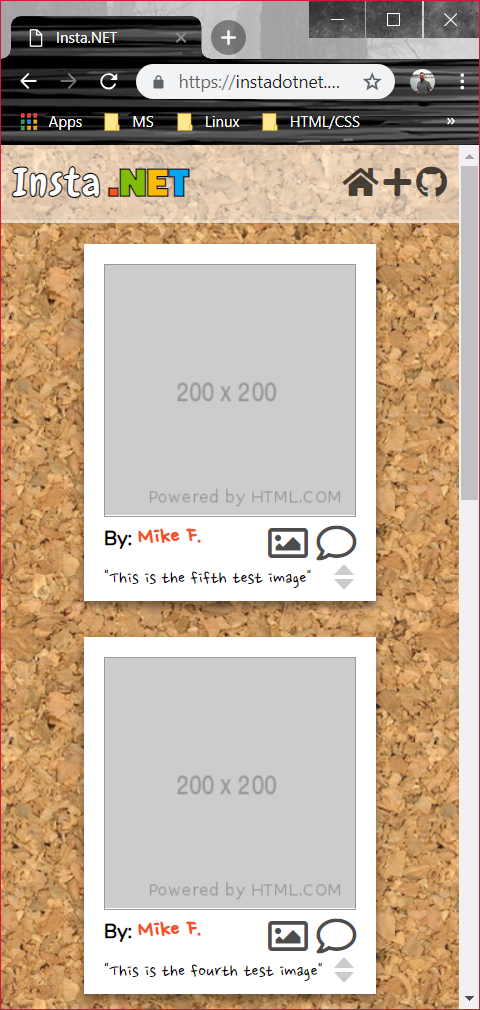 Insta.NET
https://instadotnet....
Apps MS Linux HTML/CSS »
Insta .NET
200 x 200
Powered by HTML.COM
By: Mike F.
"This is the fifth test image"
200 x 200
Powered by HTML.COM
By: Mike F.
"This is the fourth test image"